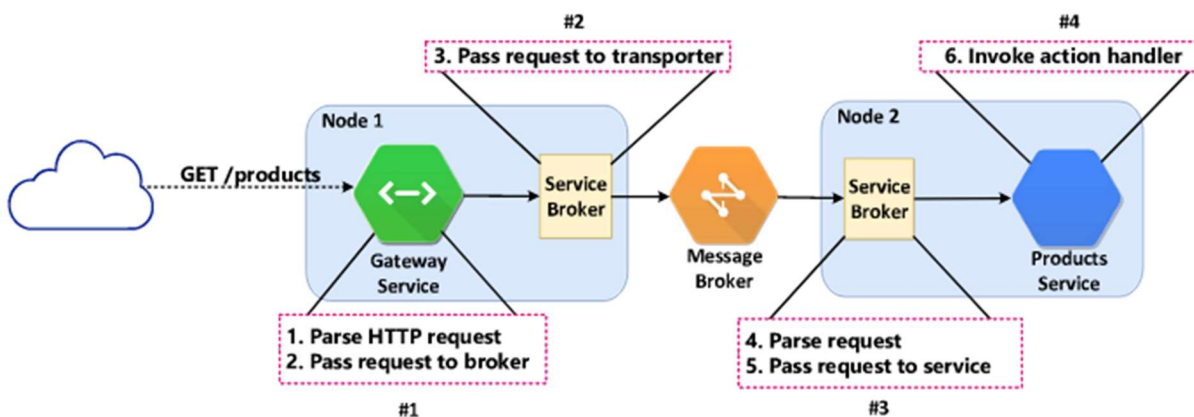 #2
3. Pass request to transporter
#4
6. Invoke action handler
Node 1
GET /products
Gateway
Service
Service
Broker
Message
Broker
Node 2
Service
Broker
Products
Service
1. Parse HTTP request
2. Pass request to broker
#1
4. Parse request
5. Pass request to service
#3